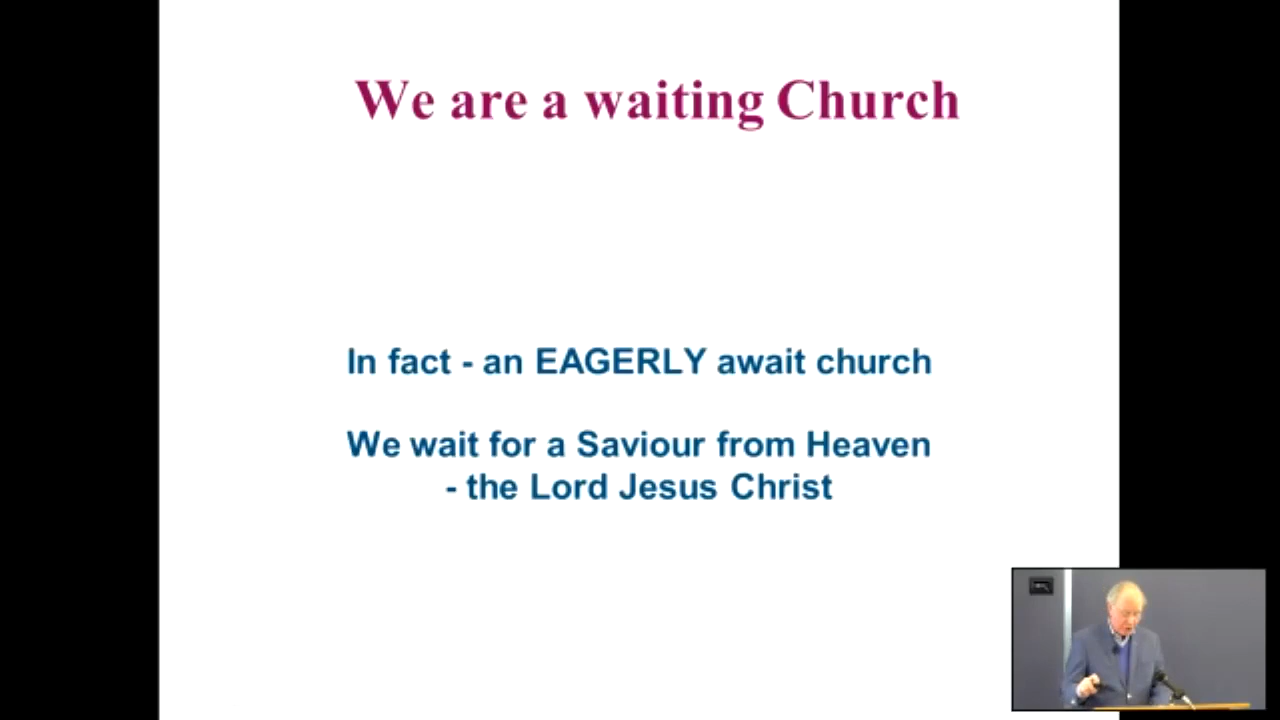 We are a waiting Church
In fact - an EAGERLY await church
We wait for a Saviour from Heaven
- the Lord Jesus Christ